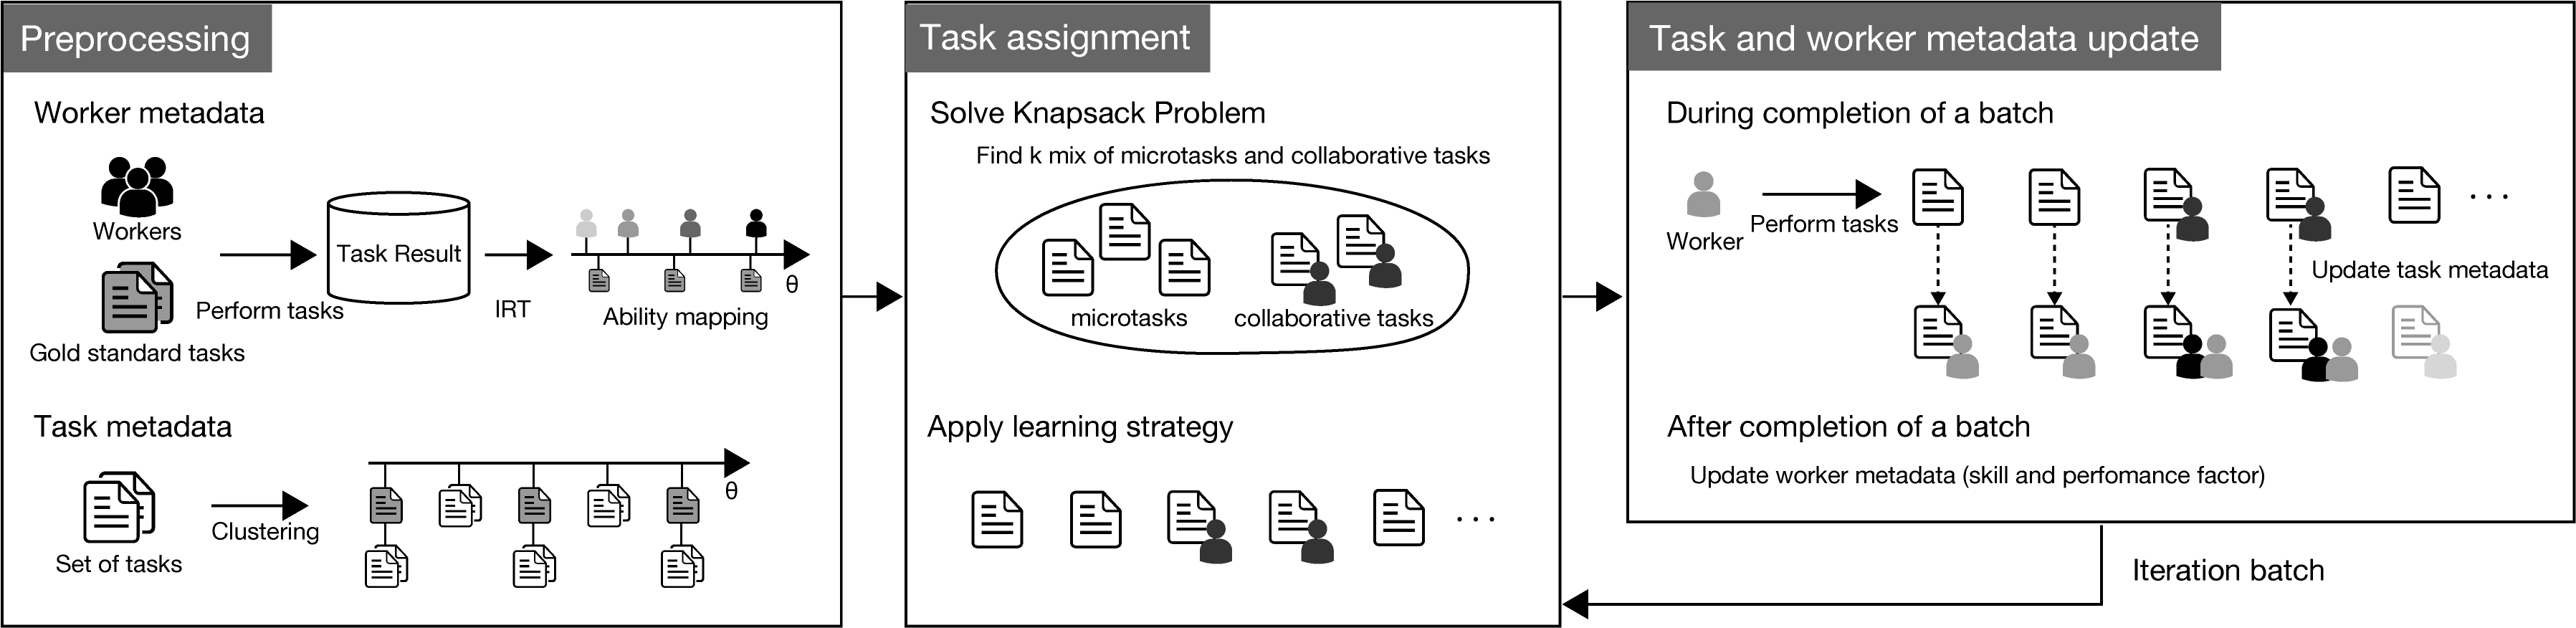 Preprocessing
Worker metadata
Workers
Gold standard tasks
Perform tasks
Task Result
IRT
θ
Ability mapping
Task metadata
Set of tasks
Clustering
θ
Task assignment
Solve Knapsack Problem
Find k mix of microtasks and collaborative tasks
microtasks
collaborative tasks
Apply learning strategy
...
Task and worker metadata update
During completion of a batch
Worker
Perform tasks
...
Update task metadata
After completion of a batch
Update worker metadata (skill and perfomance factor)
Iteration batch